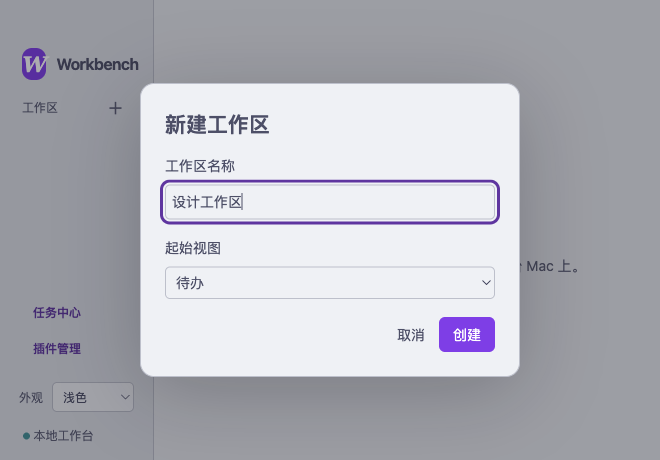 W Workbench
工作区 +
新建工作区
工作区名称
设计工作区
起始视图
待办
Mac 上。
取消 创建
任务中心
插件管理
外观 浅色
本地工作台